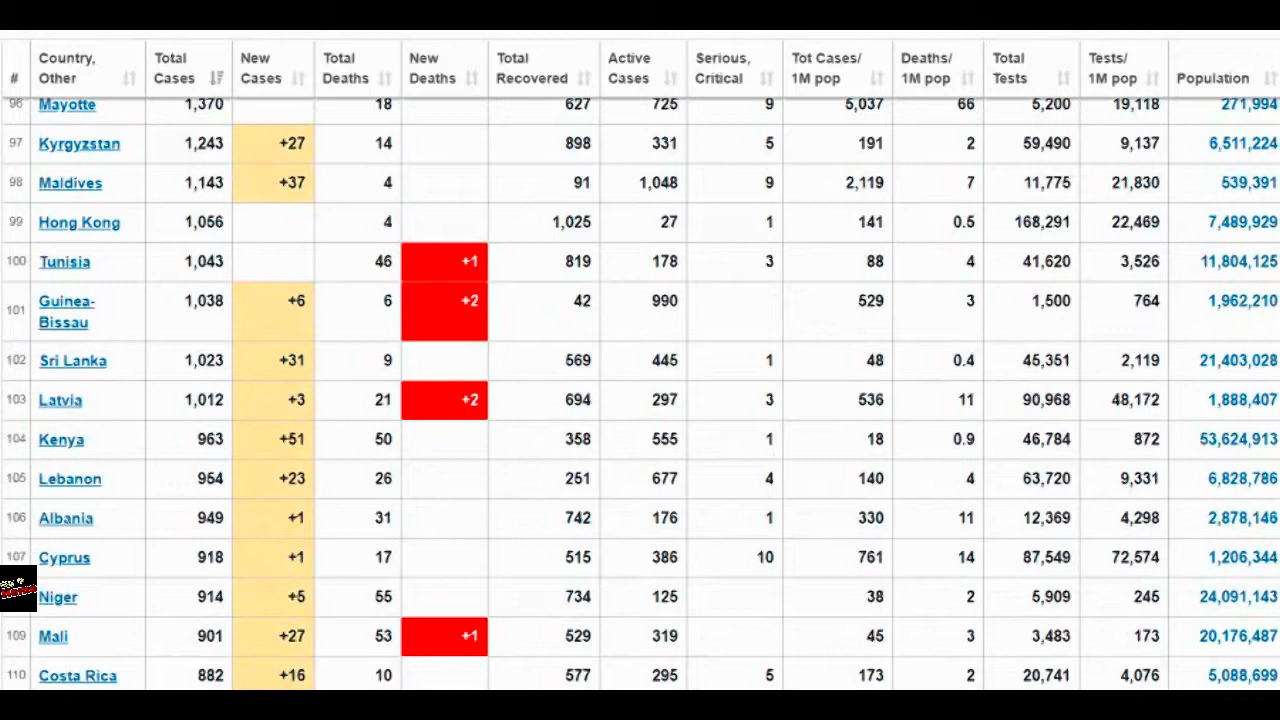 # Country, Other Total Cases New Cases Total Deaths New Deaths Total Recovered Active Cases Serious, Critical Tot Cases/ 1M pop Deaths/ 1M pop Total Tests Tests/ 1M pop Population
96 Mayotte 1,370 18 627 725 9 5,037 66 5,200 19,118 271,994
97 Kyrgyzstan 1,243 +27 14 898 331 5 191 2 59,490 9,137 6,511,224
98 Maldives 1,143 +37 4 91 1,048 9 2,119 7 11,775 21,830 539,391
99 Hong Kong 1,056 4 1,025 27 1 141 0.5 168,291 22,469 7,489,929
100 Tunisia 1,043 46 +1 819 178 3 88 4 41,620 3,526 11,804,125
101 Guinea-Bissau 1,038 +6 6 +2 42 990 529 3 1,500 764 1,962,210
102 Sri Lanka 1,023 +31 9 569 445 1 48 0.4 45,351 2,119 21,403,028
103 Latvia 1,012 +3 21 +2 694 297 3 536 11 90,968 48,172 1,888,407
104 Kenya 963 +51 50 358 555 1 18 0.9 46,784 872 53,624,913
105 Lebanon 954 +23 26 251 677 4 140 4 63,720 9,331 6,828,786
106 Albania 949 +1 31 742 176 1 330 11 12,369 4,298 2,878,146
107 Cyprus 918 +1 17 515 386 10 761 14 87,549 72,574 1,206,344
Niger 914 +5 55 734 125 38 2 5,909 245 24,091,143
109 Mali 901 +27 53 +1 529 319 45 3 3,483 173 20,176,487
110 Costa Rica 882 +16 10 577 295 5 173 2 20,741 4,076 5,088,699